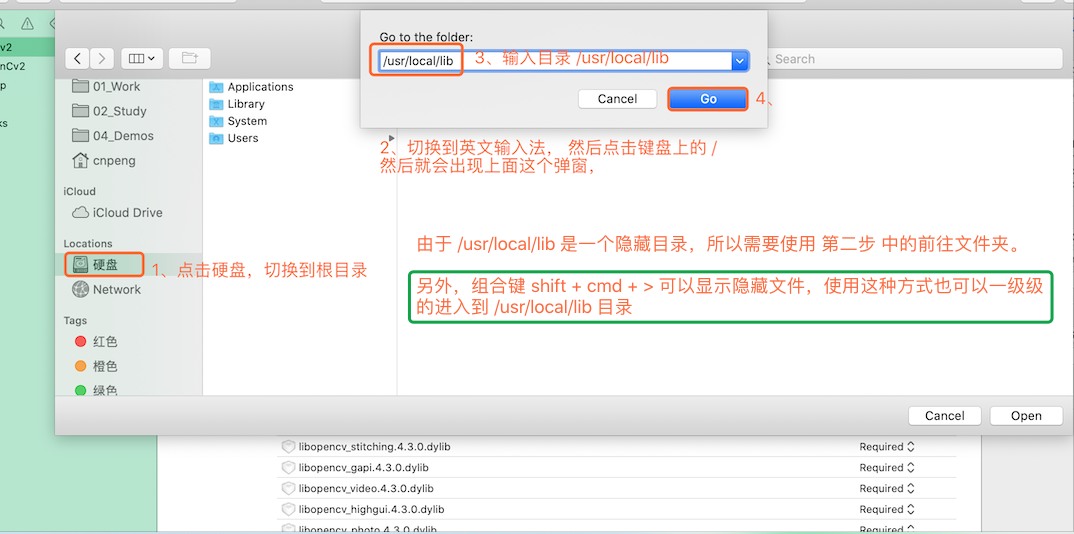 v2
nCv2
p
ks
Go to the folder:
/usr/local/lib
3、输入目录 /usr/local/lib
Search
Cancel
Go
4、
01_Work
02_Study
04_Demos
cnpeng
Applications
Library
System
Users
2、切换到英文输入法， 然后点击键盘上的 /
然后就会出现上面这个弹窗，
iCloud
iCloud Drive
Locations
硬盘
1、点击硬盘，切换到根目录
Network
由于 /usr/local/lib 是一个隐藏目录，所以需要使用 第二步 中的前往文件夹。
另外，组合键 shift + cmd + > 可以显示隐藏文件，使用这种方式也可以一级级
的进入到 /usr/local/lib 目录
Tags
红色
橙色
绿色
Cancel
Open
libopencv_stitching.4.3.0.dylib Required
libopencv_gapi.4.3.0.dylib Required
libopencv_video.4.3.0.dylib Required
libopencv_highgui.4.3.0.dylib Required
libopencv_photo.4.3.0.dylib Required